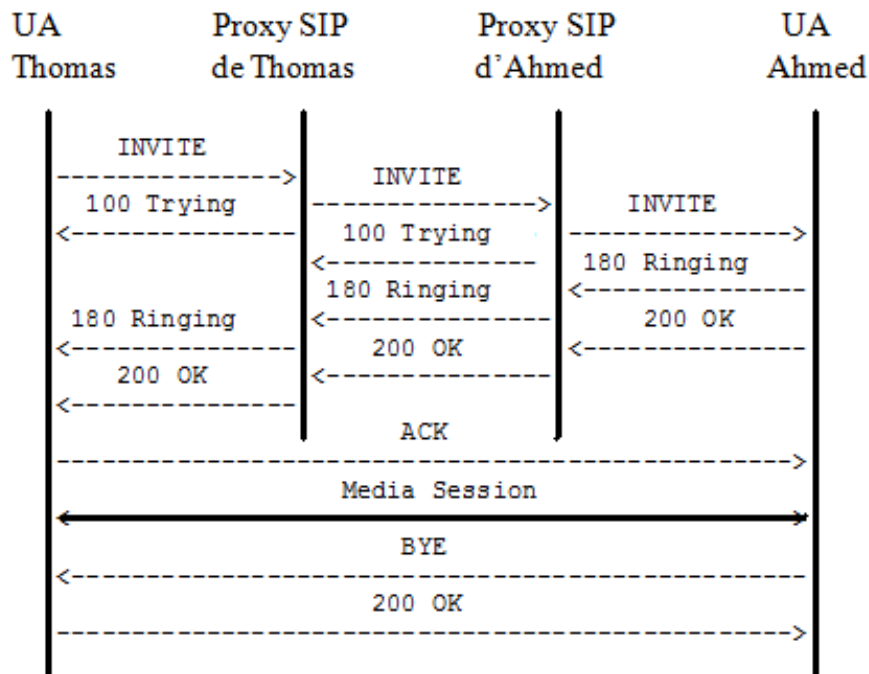 UA Proxy SIP Proxy SIP UA
Thomas de Thomas d'Ahmed Ahmed
INVITE
INVITE
100 Trying INVITE
100 Trying
180 Ringing
180 Ringing
180 Ringing 200 OK
200 OK
200 OK
ACK
Media Session
BYE
200 OK